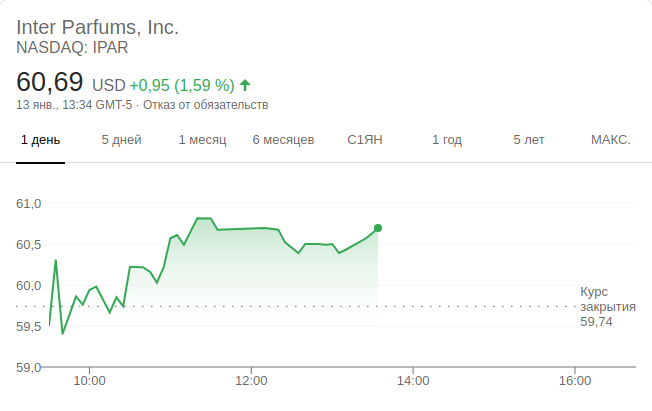 Inter Parfums, Inc.
NASDAQ: IPAR
60,69 USD +0,95 (1,59 %)
13 янв., 13:34 GMT-5 · Отказ от обязательств
1 день 5 дней 1 месяц 6 месяцев С1ЯН 1 год 5 лет МАКС.
61,0
60,5
60,0
59,5
59,0
Курс
закрытия
59,74
10:00 12:00 14:00 16:00